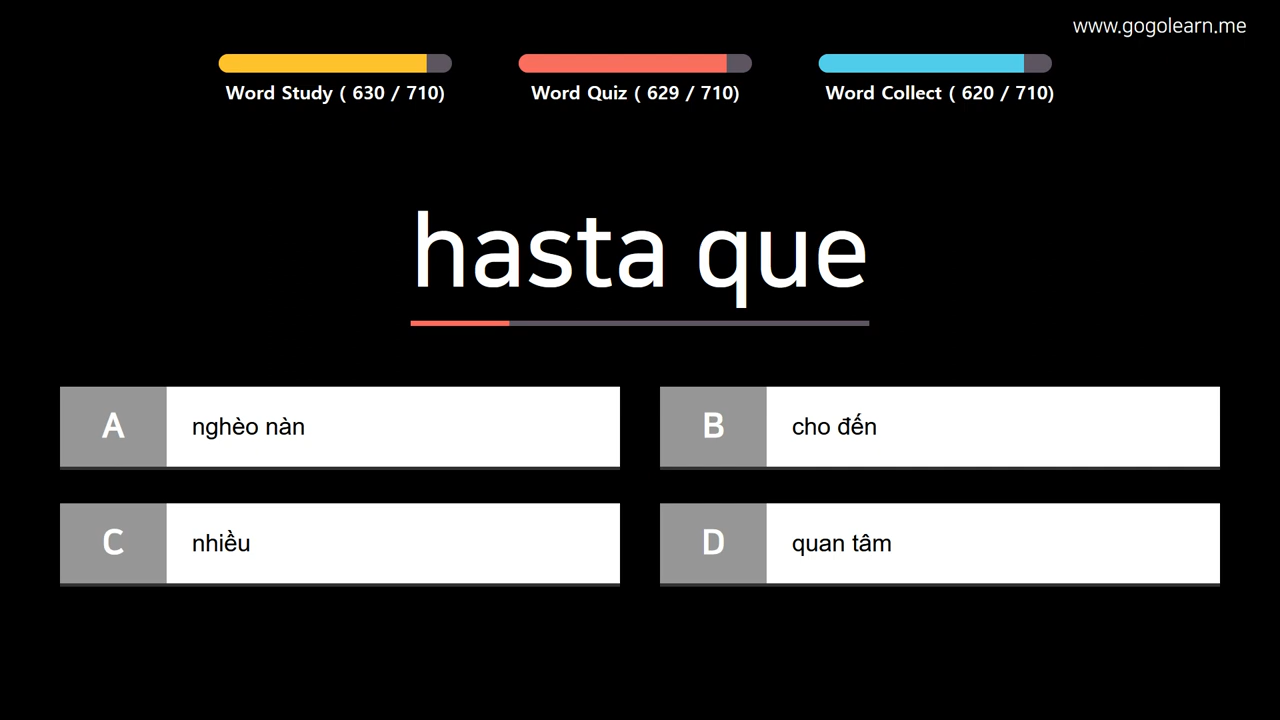 www.gogolearn.me
Word Study ( 630 / 710)
Word Quiz ( 629 / 710)
Word Collect ( 620 / 710)
hasta que
A nghèo nàn
B cho đến
C nhiều
D quan tâm